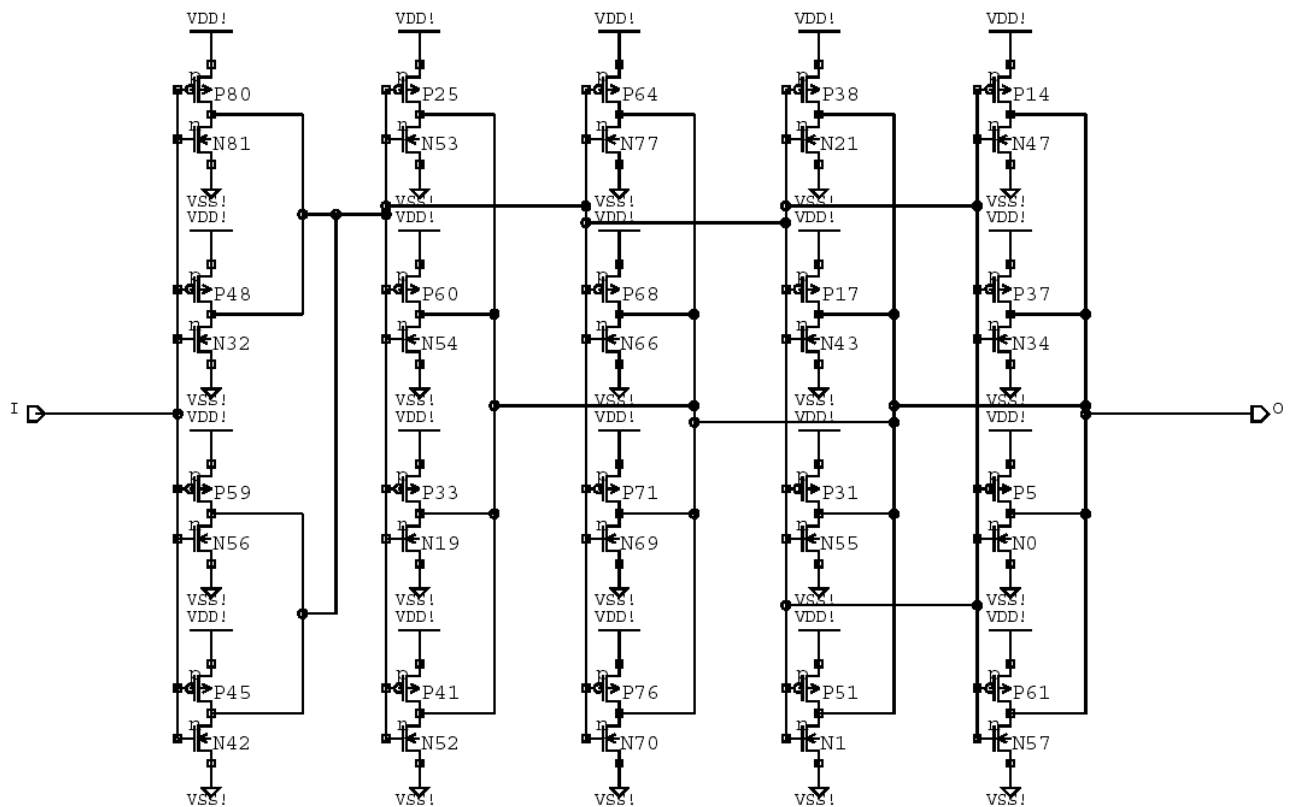 VDD! VDD! VDD! VDD! VDD!
p p p p p
P80 P25 P64 P38 P14
n n n n n
N81 N53 N77 N21 N47
VSS! VSS! VSS! VSS! VSS!
VDD! VDD! VDD! VDD! VDD!
p p p p p
P48 P60 P68 P17 P37
n n n n n
N32 N54 N66 N43 N34
VSS! VSS! VSS! VSS! VSS!
I O
VDD! VDD! VDD! VDD! VDD!
p p p p p
P59 P33 P71 P31 P5
n n n n n
N56 N19 N69 N55 N0
VSS! VSS! VSS! VSS! VSS!
VDD! VDD! VDD! VDD! VDD!
p p p p p
P45 P41 P76 P51 P61
n n n n n
N42 N52 N70 N1 N57
VSS! VSS! VSS! VSS! VSS!